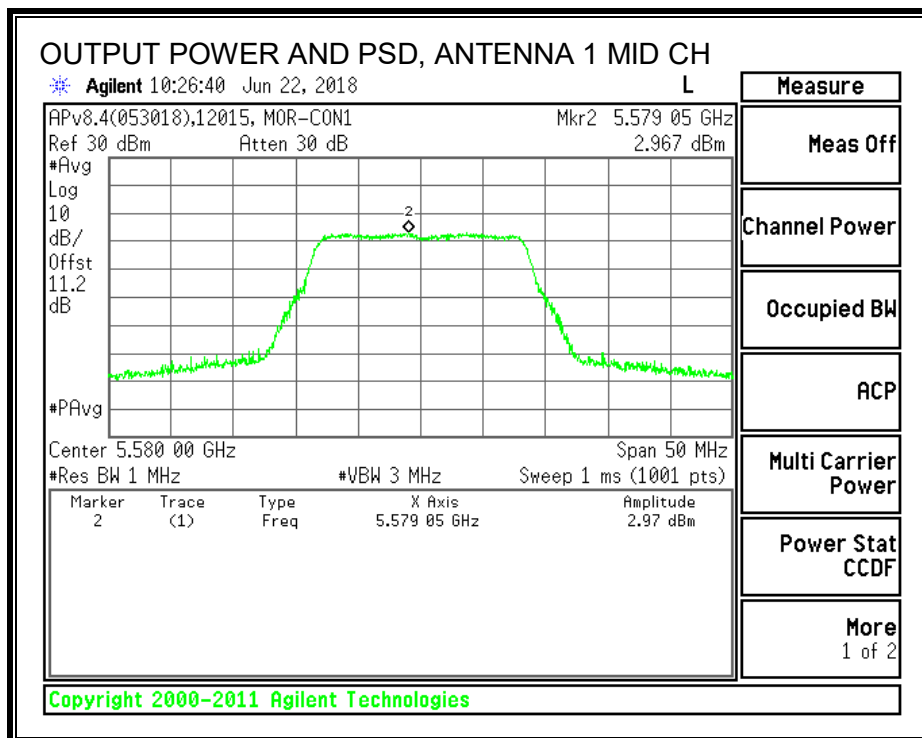 OUTPUT POWER AND PSD, ANTENNA 1 MID CH
Agilent 10:26:40 Jun 22, 2018 L
APv8.4(053018),12015, MOR-CON1 Mkr2 5.579 05 GHz
Ref 30 dBm Atten 30 dB 2.967 dBm
#Avg
Log
10
dB/
Offst
11.2
dB
#PAvg
2
Center 5.580 00 GHz Span 50 MHz
#Res BW 1 MHz #VBW 3 MHz Sweep 1 ms (1001 pts)
Marker Trace Type X Axis Amplitude
2 (1) Freq 5.579 05 GHz 2.97 dBm
Measure
Meas Off
Channel Power
Occupied BW
ACP
Multi Carrier
Power
Power Stat
CCDF
More
1 of 2
Copyright 2000-2011 Agilent Technologies